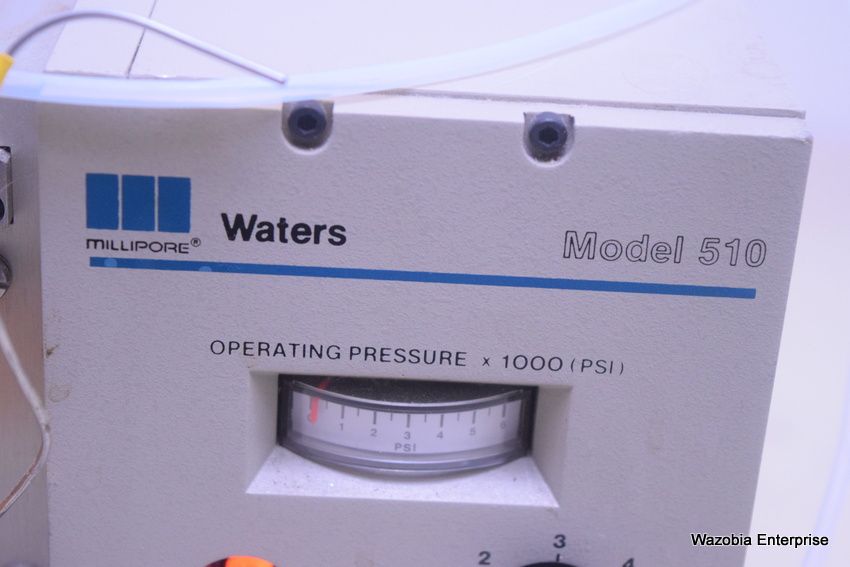 MILLIPORE®
Waters
Model 510
OPERATING PRESSURE x 1000 (PSI)
0 1 2 3 4 5 6
PSI
2 3 4
Wazobia Enterprise